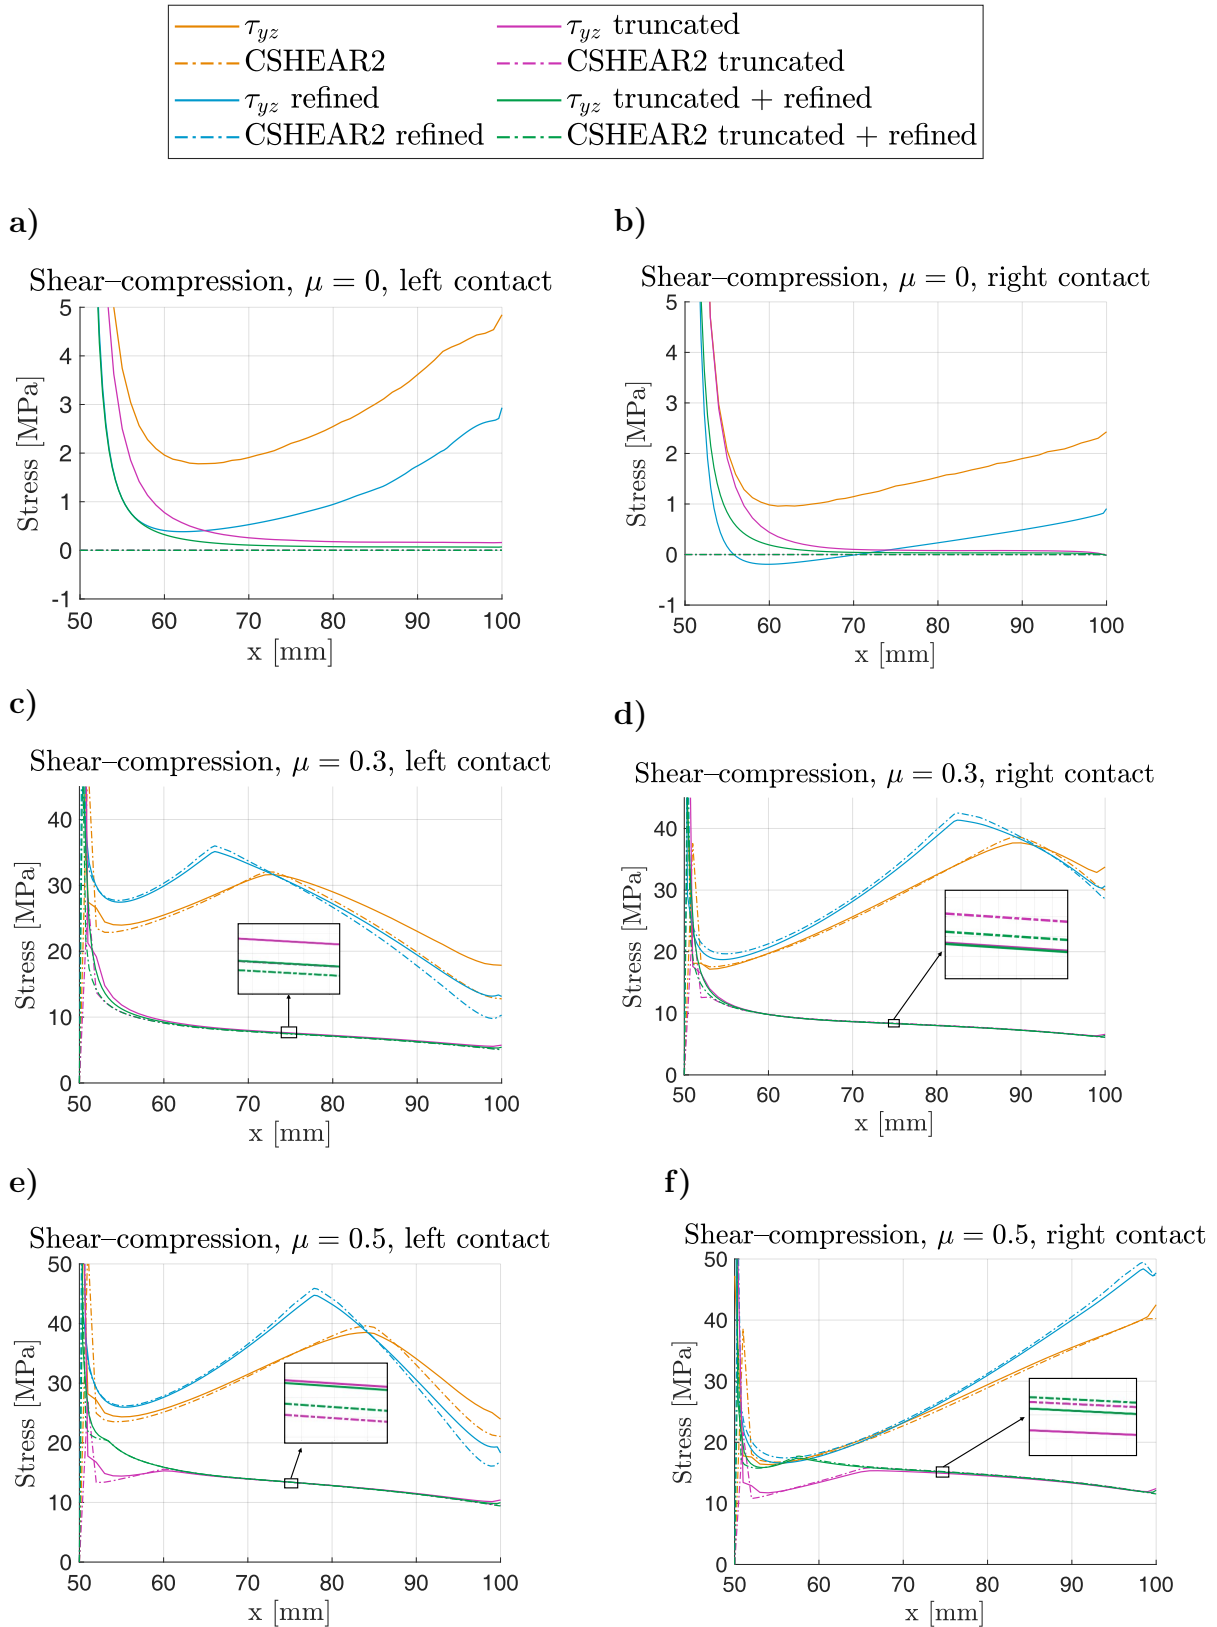 τyz
CSHEAR2
τyz refined
CSHEAR2 refined
τyz truncated
CSHEAR2 truncated
τyz truncated + refined
CSHEAR2 truncated + refined
a)
Shear–compression, μ = 0, left contact
Stress [MPa]
5
4
3
2
1
0
-1
50 60 70 80 90 100
x [mm]
b)
Shear–compression, μ = 0, right contact
Stress [MPa]
5
4
3
2
1
0
-1
50 60 70 80 90 100
x [mm]
c)
Shear–compression, μ = 0.3, left contact
Stress [MPa]
40
30
20
10
0
50 60 70 80 90 100
x [mm]
d)
Shear–compression, μ = 0.3, right contact
Stress [MPa]
40
30
20
10
0
50 60 70 80 90 100
x [mm]
e)
Shear–compression, μ = 0.5, left contact
Stress [MPa]
50
40
30
20
10
0
50 60 70 80 90 100
x [mm]
f)
Shear–compression, μ = 0.5, right contact
Stress [MPa]
50
40
30
20
10
0
50 60 70 80 90 100
x [mm]